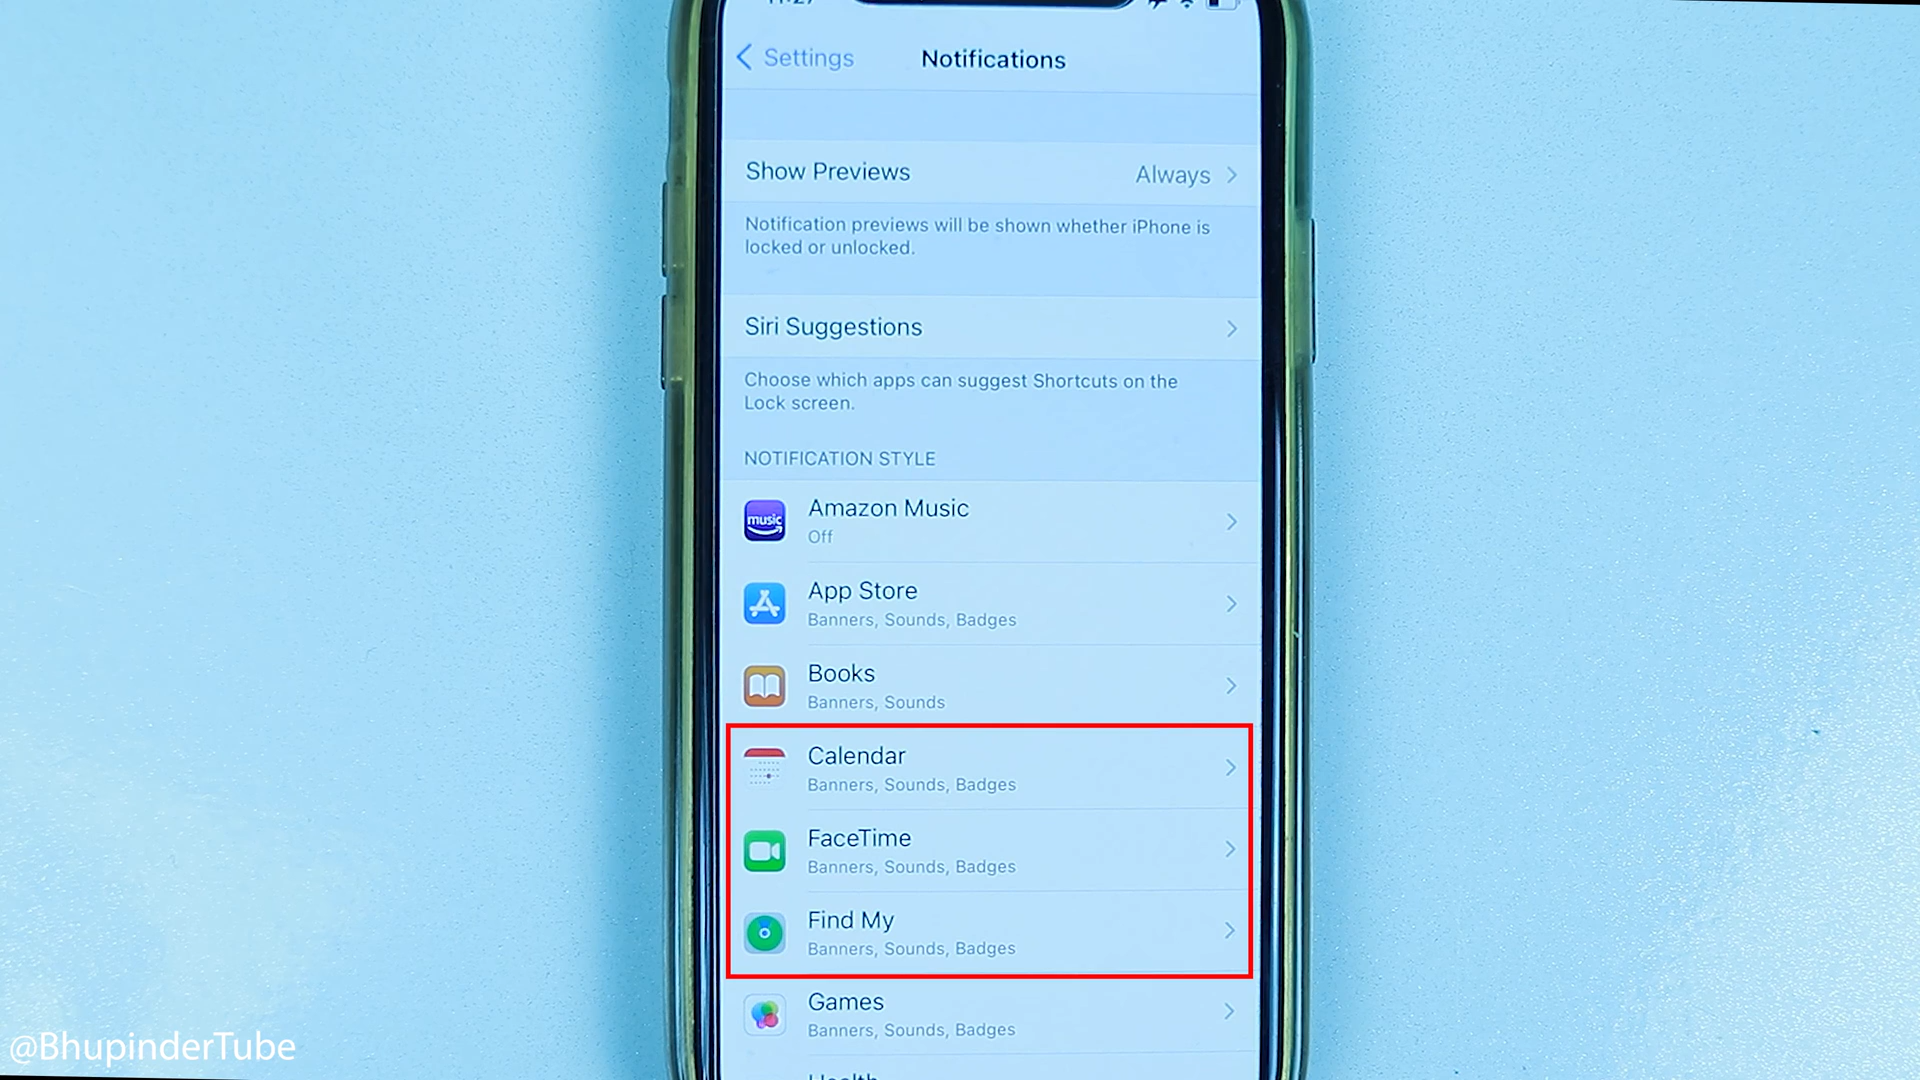 Settings
Notifications
Show Previews
Always
Notification previews will be shown whether iPhone is
locked or unlocked.
Siri Suggestions
Choose which apps can suggest Shortcuts on the
Lock screen.
NOTIFICATION STYLE
music
Amazon Music
Off
App Store
Banners, Sounds, Badges
Books
Banners, Sounds
Calendar
Banners, Sounds, Badges
FaceTime
Banners, Sounds, Badges
Find My
Banners, Sounds, Badges
Games
Banners, Sounds, Badges
@BhupinderTube